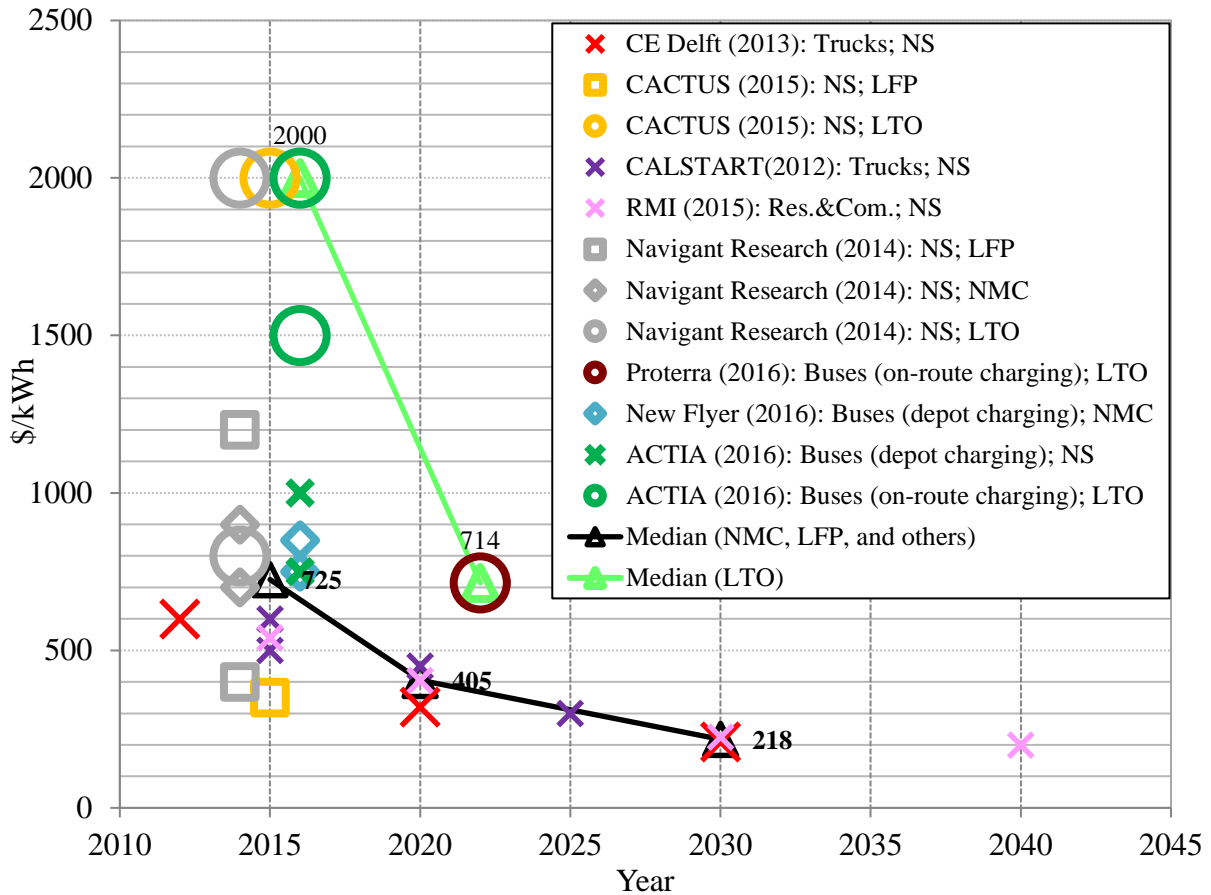 2500
2000
1500
1000
500
0
$/kWh
2010
2015
2020
2025
2030
2035
2040
2045
Year
2000
714
725
405
218
CE Delft (2013): Trucks; NS
CACTUS (2015): NS; LFP
CACTUS (2015): NS; LTO
CALSTART(2012): Trucks; NS
RMI (2015): Res.&Com.; NS
Navigant Research (2014): NS; LFP
Navigant Research (2014): NS; NMC
Navigant Research (2014): NS; LTO
Proterra (2016): Buses (on-route charging); LTO
New Flyer (2016): Buses (depot charging); NMC
ACTIA (2016): Buses (depot charging); NS
ACTIA (2016): Buses (on-route charging); LTO
Median (NMC, LFP, and others)
Median (LTO)